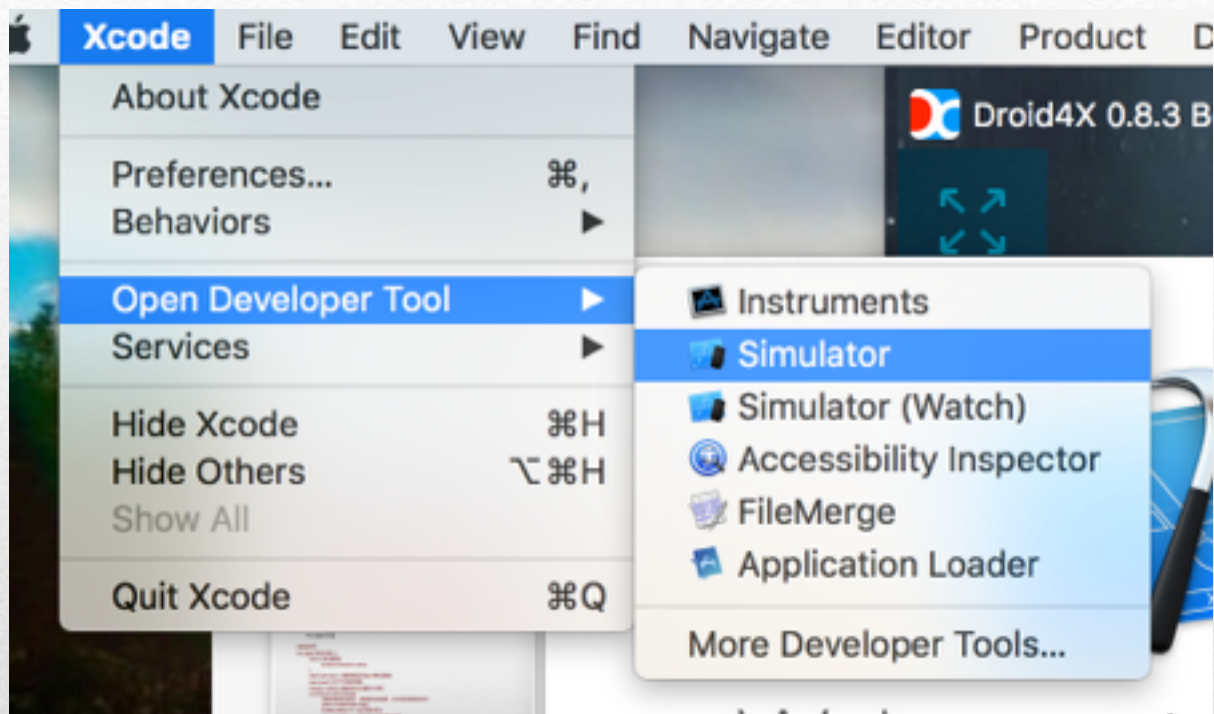 Xcode File Edit View Find Navigate Editor Product
About Xcode
Preferences... ⌘,
Behaviors ▶
Open Developer Tool ▶
Services ▶
Hide Xcode ⌘H
Hide Others ⌥⌘H
Show All
Quit Xcode ⌘Q
Droid4X 0.8.3 B
Instruments
Simulator
Simulator (Watch)
Accessibility Inspector
FileMerge
Application Loader
More Developer Tools...